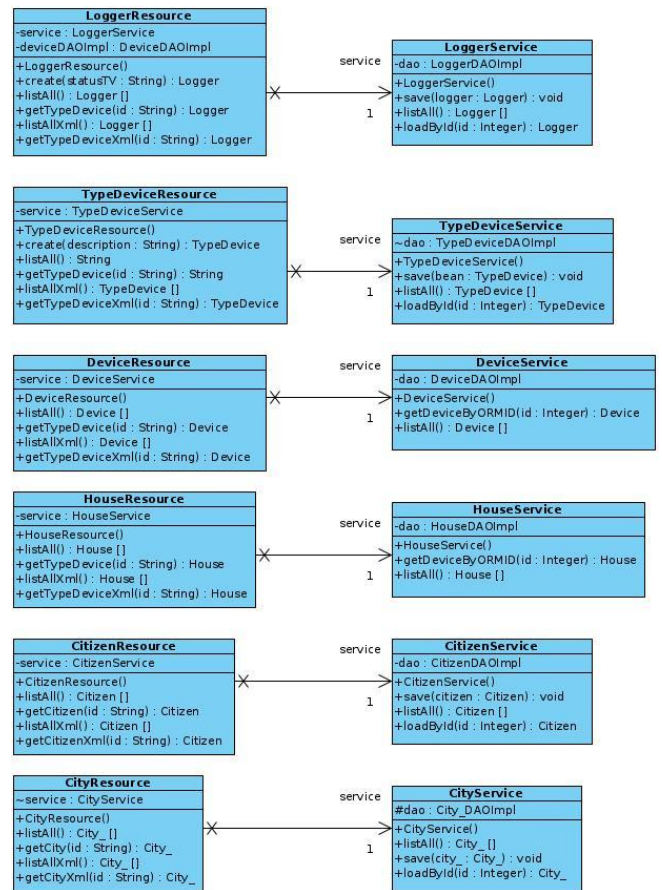 LoggerResource
-service : LoggerService
-deviceDAOImpl : DeviceDAOImpl
+LoggerResource()
+create(statusTV : String) : Logger
+listAll() : Logger []
+getTypeDevice(id : String) : Logger
+listAllXml() : Logger []
+getTypeDeviceXml(id : String) : Logger
service
1
LoggerService
-dao : LoggerDAOImpl
+LoggerService()
+save(logger : Logger) : void
+listAll() : Logger []
+loadById(id : Integer) : Logger
TypeDeviceResource
-service : TypeDeviceService
+TypeDeviceResource()
+create(description : String) : TypeDevice
+listAll() : String
+getTypeDevice(id : String) : String
+listAllXml() : TypeDevice []
+getTypeDeviceXml(id : String) : TypeDevice
service
1
TypeDeviceService
~dao : TypeDeviceDAOImpl
+TypeDeviceService()
+save(bean : TypeDevice) : void
+listAll() : TypeDevice []
+loadById(id : Integer) : TypeDevice
DeviceResource
-service : DeviceService
+DeviceResource()
+listAll() : Device []
+getTypeDevice(id : String) : Device
+listAllXml() : Device []
+getTypeDeviceXml(id : String) : Device
service
1
DeviceService
-dao : DeviceDAOImpl
+DeviceService()
+getDeviceByORMID(id : Integer) : Device
+listAll() : Device []
HouseResource
-service : HouseService
+HouseResource()
+listAll() : House []
+getTypeDevice(id : String) : House
+listAllXml() : House []
+getTypeDeviceXml(id : String) : House
service
1
HouseService
-dao : HouseDAOImpl
+HouseService()
+getDeviceByORMID(id : Integer) : House
+listAll() : House []
CitizenResource
-service : CitizenService
+CitizenResource()
+listAll() : Citizen []
+getCitizen(id : String) : Citizen
+listAllXml() : Citizen []
+getCitizenXml(id : String) : Citizen
service
1
CitizenService
-dao : CitizenDAOImpl
+CitizenService()
+save(citizen : Citizen) : void
+listAll() : Citizen []
+loadById(id : Integer) : Citizen
CityResource
~service : CityService
+CityResource()
+listAll() : City_ []
+getCity(id : String) : City_
+listAllXml() : City_ []
+getCityXml(id : String) : City_
service
1
CityService
#dao : City_DAOImpl
+CityService()
+listAll() : City_ []
+save(city_ : City_) : void
+loadById(id : Integer) : City_